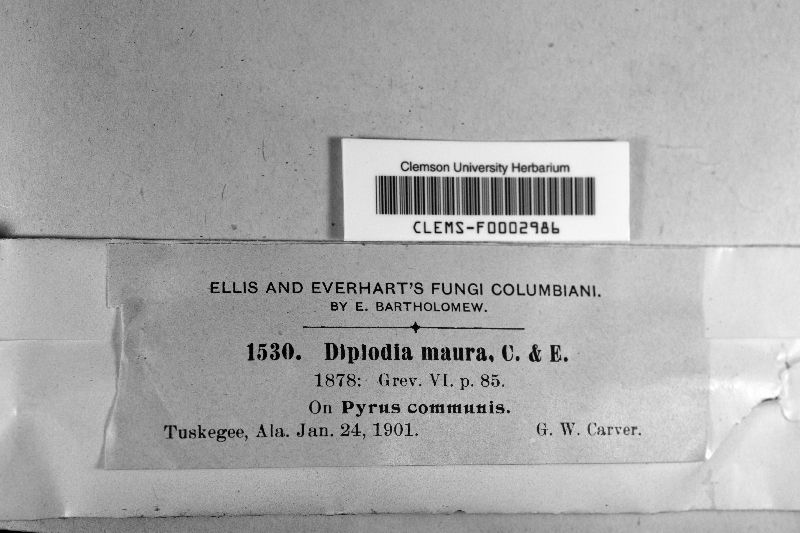 Clemson University Herbarium
CLEMS-F0002986
ELLIS AND EVERHART'S FUNGI COLUMBIANI.
BY E. BARTHOLOMEW.
1530. Diplodia maura, C. & E.
1878: Grev. VI. p. 85.
On Pyrus communis.
Tuskegee, Ala. Jan. 24, 1901. G. W. Carver.